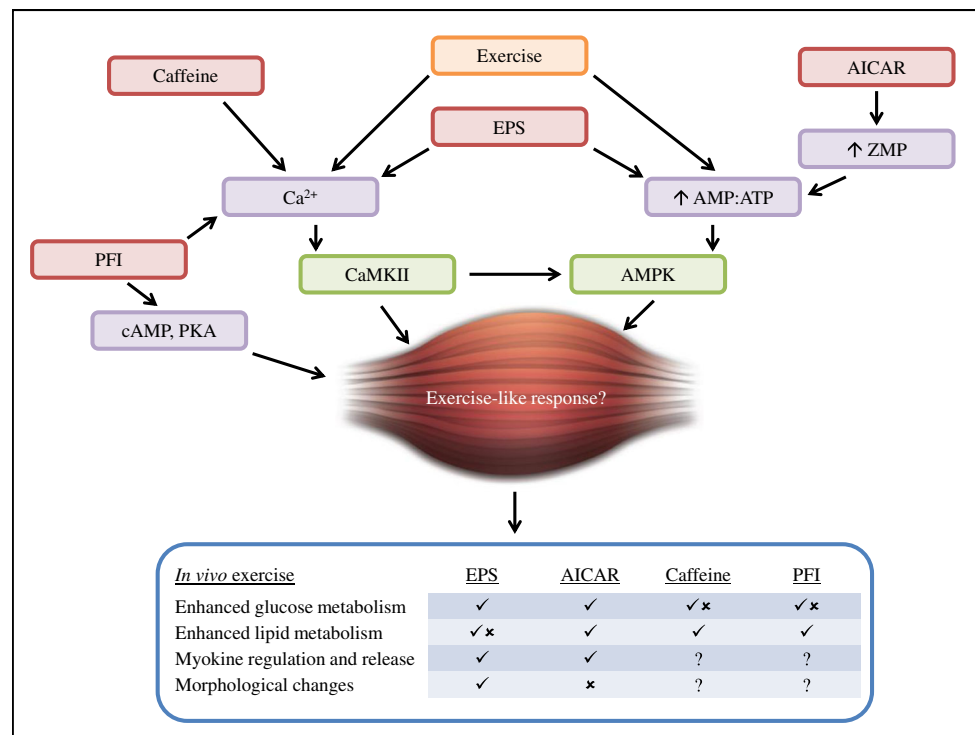 Exercise
Caffeine
AICAR
EPS
↑ ZMP
Ca²⁺
↑ AMP:ATP
PFI
CaMKII
AMPK
cAMP, PKA
Exercise-like response?
In vivo exercise EPS AICAR Caffeine PFI
Enhanced glucose metabolism ✓ ✓ ✓✗ ✓✗
Enhanced lipid metabolism ✓✗ ✓ ✓ ✓
Myokine regulation and release ✓ ✓ ? ?
Morphological changes ✓ ✗ ? ?